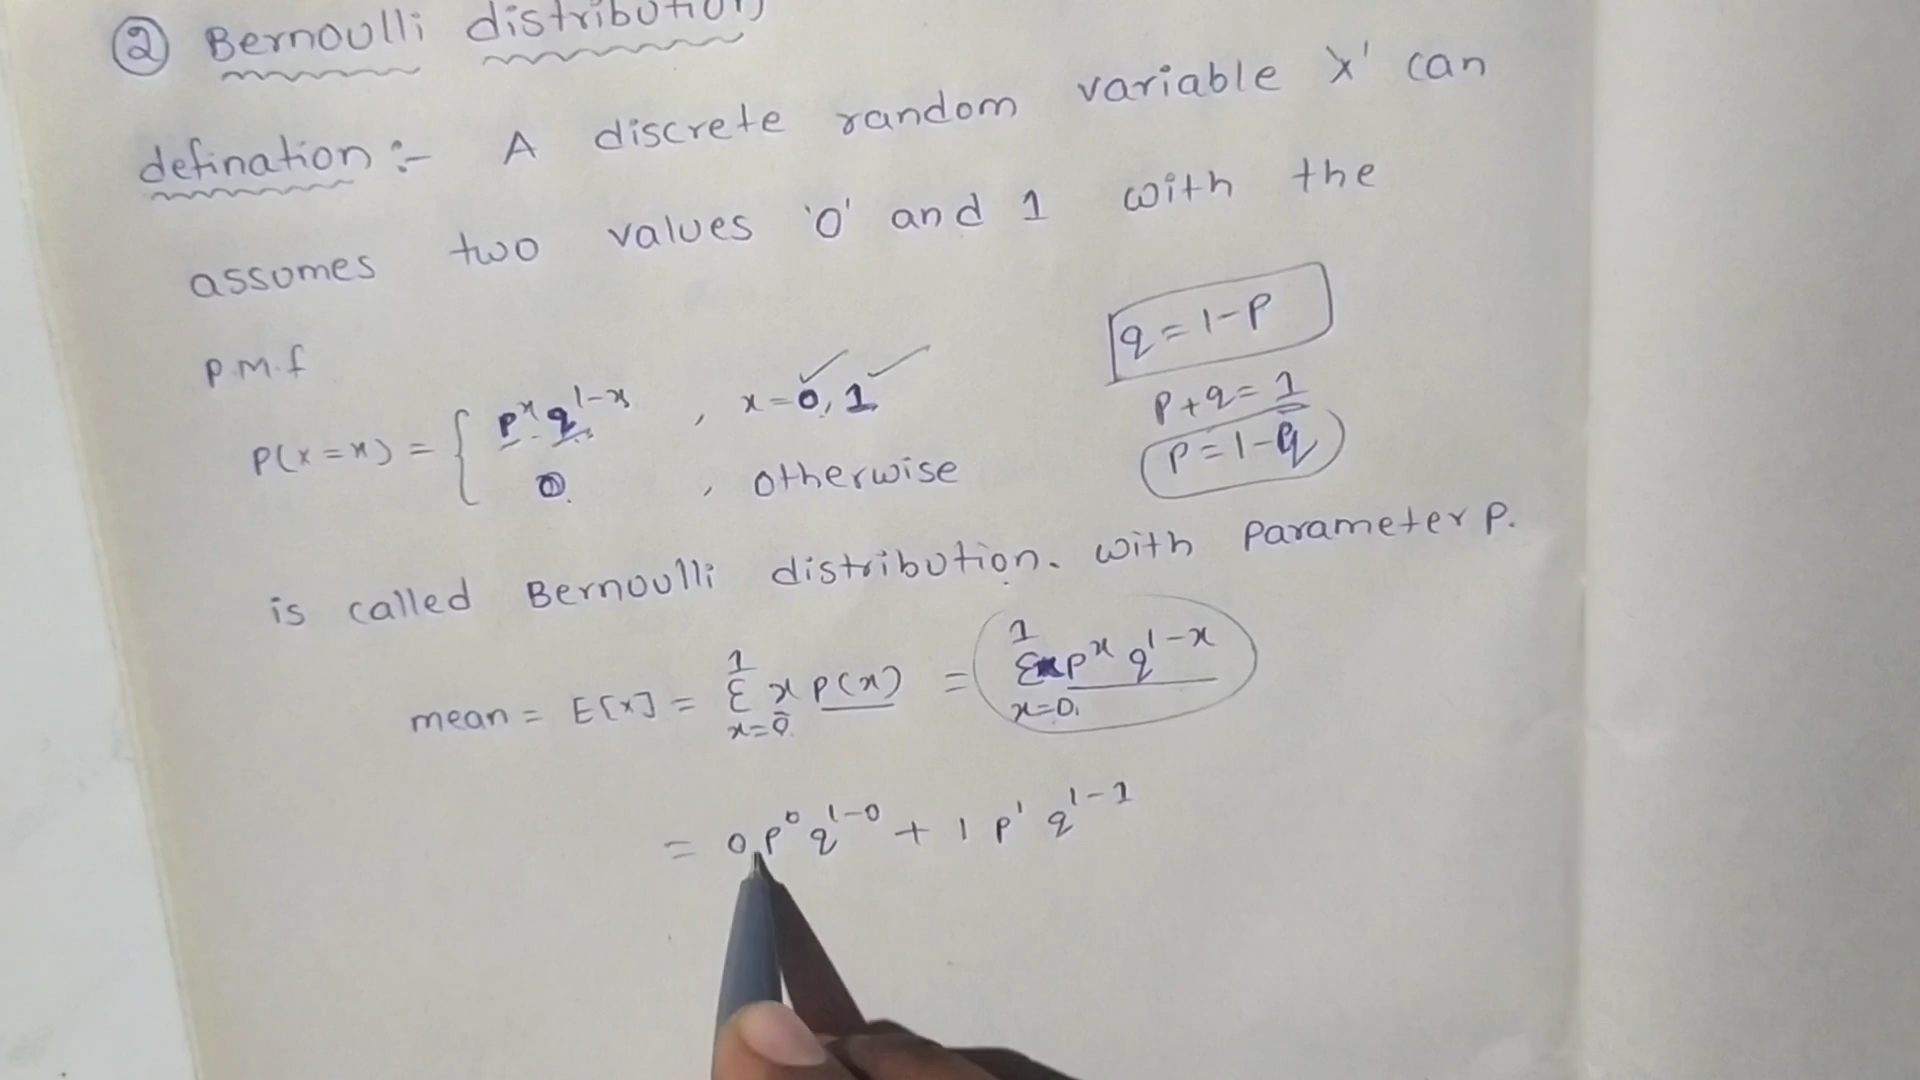 ② Bernoulli distribution
defination :- A discrete random variable 'X' can
assumes two values '0' and 1 with the
P.M.f
q = 1-P
P+q = 1
P = 1-q
P(x=x) = { p^x q^{1-x} , x = 0, 1
0 , otherwise
is called Bernoulli distribution. with parameter P.
mean = E[x] = Σ_{x=0}^{1} x P(x) = Σ_{x=0}^{1} x p^x q^{1-x}
= 0.p^0 q^{1-0} + 1 p^1 q^{1-1}